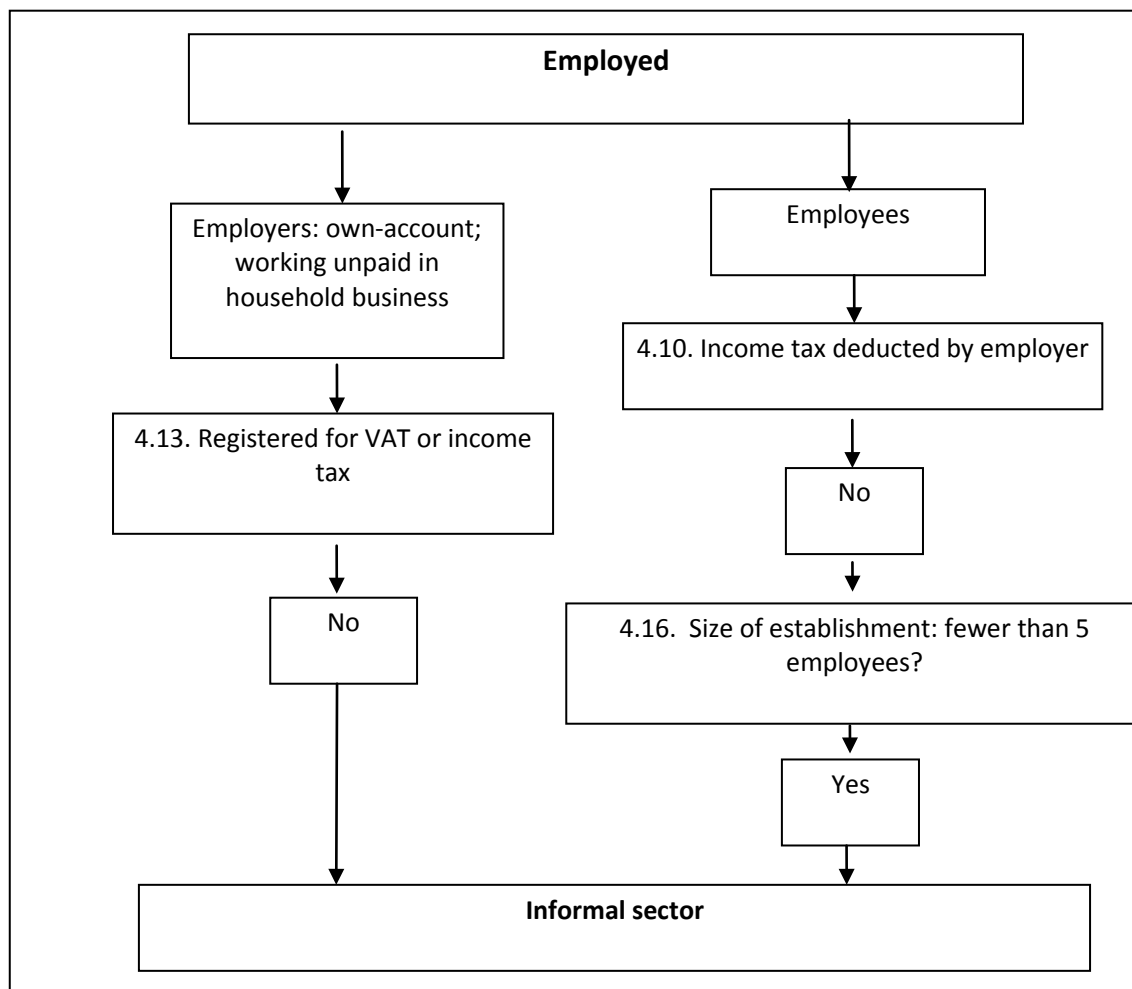 Employed
Employers: own-account;
working unpaid in
household business
Employees
4.13. Registered for VAT or income
tax
4.10. Income tax deducted by employer
No
No
4.16. Size of establishment: fewer than 5
employees?
Yes
Informal sector